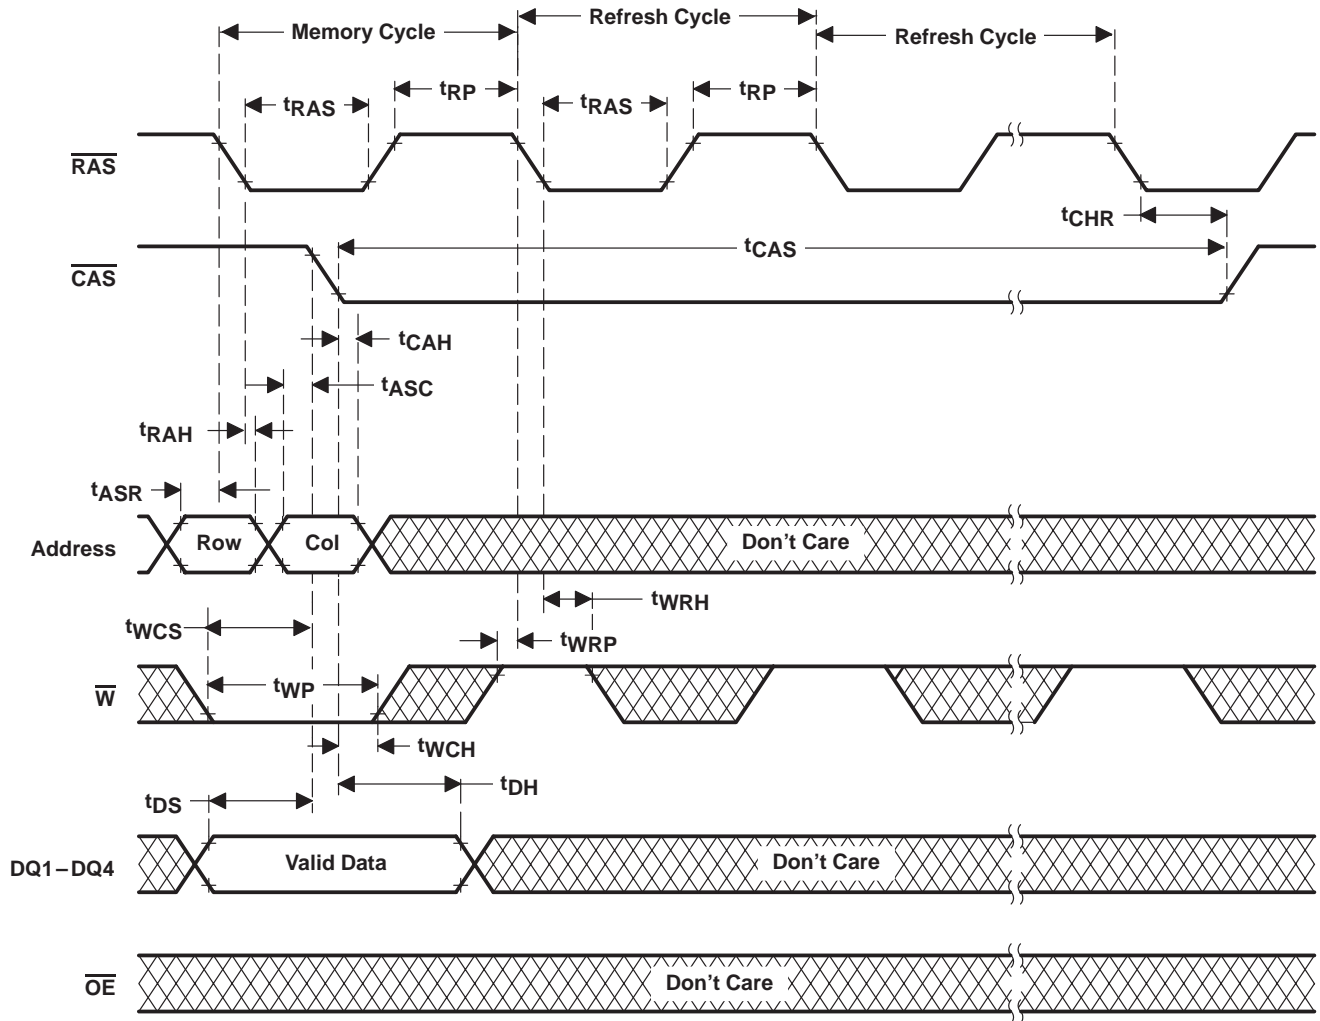 Memory Cycle
Refresh Cycle
Refresh Cycle
tRAS
tRP
tRAS
tRP
RAS
tCHR
CAS
tCAS
tCAH
tASC
tRAH
tASR
Address
Row
Col
Don't Care
tWRH
tWCS
tWRP
W
tWP
tWCH
tDH
tDS
DQ1–DQ4
Valid Data
Don't Care
OE
Don't Care